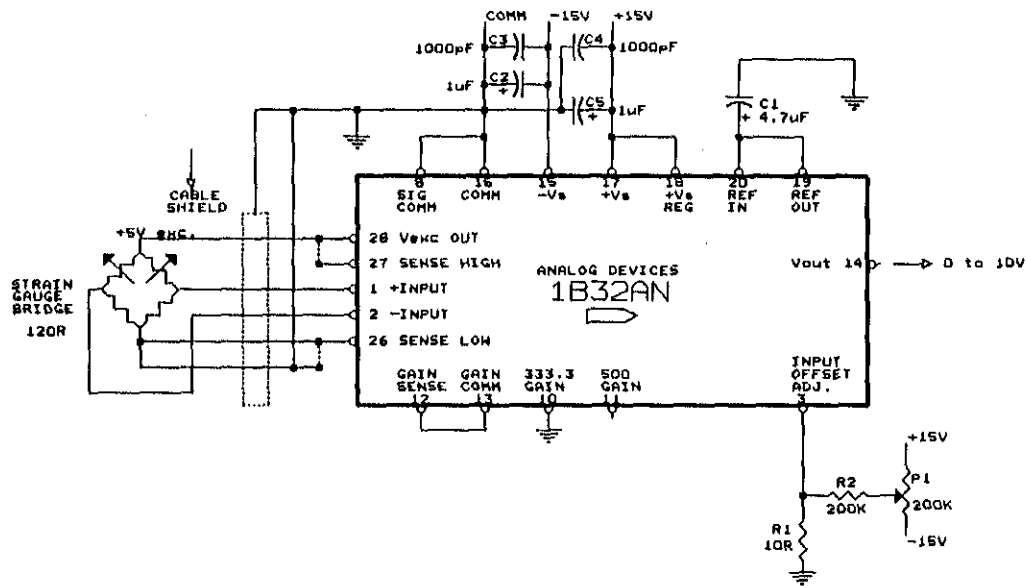 COMM
-15V
+15V
1000pF
C3
C4
1000pF
1uF
C2
+
C5
+
1uF
C1
+ 4.7uF
CABLE
SHIELD
8
16
15
17
18
20
19
SIG
COMM
COMM
-Vs
+Vs
+Vs
REG
REF
IN
REF
OUT
+5V exc.
28 Vexc OUT
27 SENSE HIGH
1 +INPUT
2 -INPUT
26 SENSE LOW
STRAIN
GAUGE
BRIDGE
120R
ANALOG DEVICES
1B32AN
Vout 14
0 to 10V
GAIN
SENSE
12
GAIN
COMM
13
333.3
GAIN
10
500
GAIN
11
INPUT
OFFSET
ADJ.
3
+15V
R2
200K
P1
200K
-15V
R1
10R